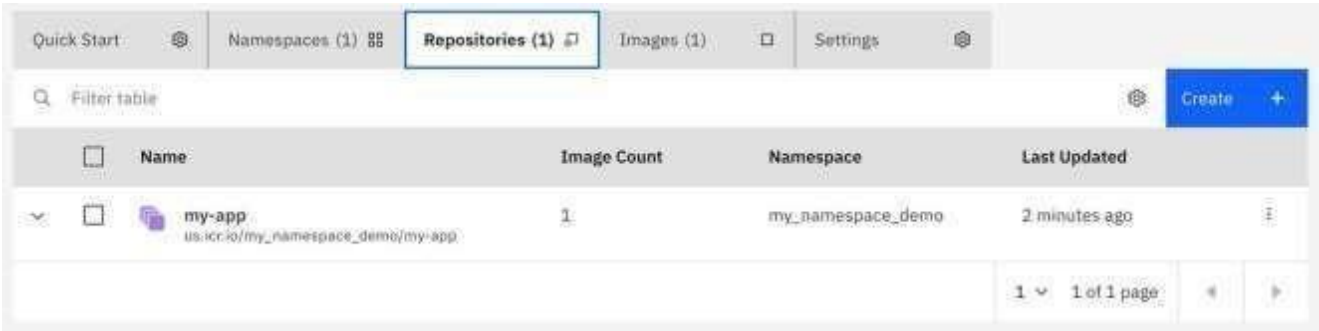 Quick Start Namespaces (1) Repositories (1) Images (1) Settings
Filter table Create +
Name Image Count Namespace Last Updated
my-app 1 my_namespace_demo 2 minutes ago
us.icr.io/my_namespace_demo/my-app
1 1 of 1 page